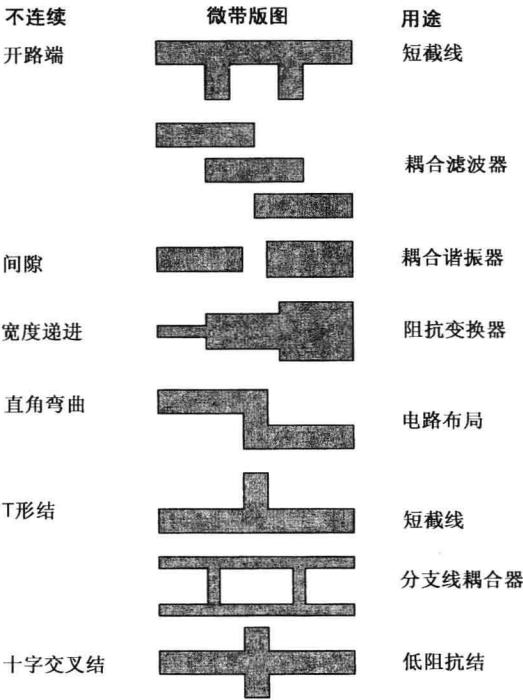 不连续 微带版图 用途
开路端 短截线
耦合滤波器
间隙 耦合谐振器
宽度递进 阻抗变换器
直角弯曲 电路布局
T形结 短截线
分支线耦合器
十字交叉结 低阻抗结